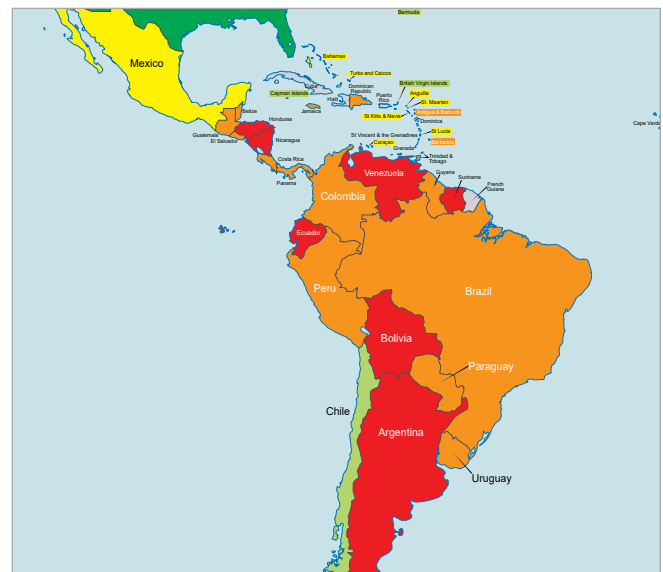 Bermuda
Mexico
Bahamas
Turks and Caicos
Cuba
Cayman Islands
British Virgin Islands
Dominican
Republic
Haiti
Puerto
Rico
Anguilla
St. Maarten
Jamaica
Belize
Antigua & Barbuda
St Kitts & Nevis
Dominica
Cape Verde
Honduras
Guatemala
El Salvador
Nicaragua
St Lucia
St Vincent & the Grenadines
Barbados
Curaçao
Grenada
Costa Rica
Trinidad &
Tobago
Panama
Venezuela
Guyana
Suriname
French
Guiana
Colombia
Ecuador
Peru
Brazil
Bolivia
Paraguay
Chile
Argentina
Uruguay